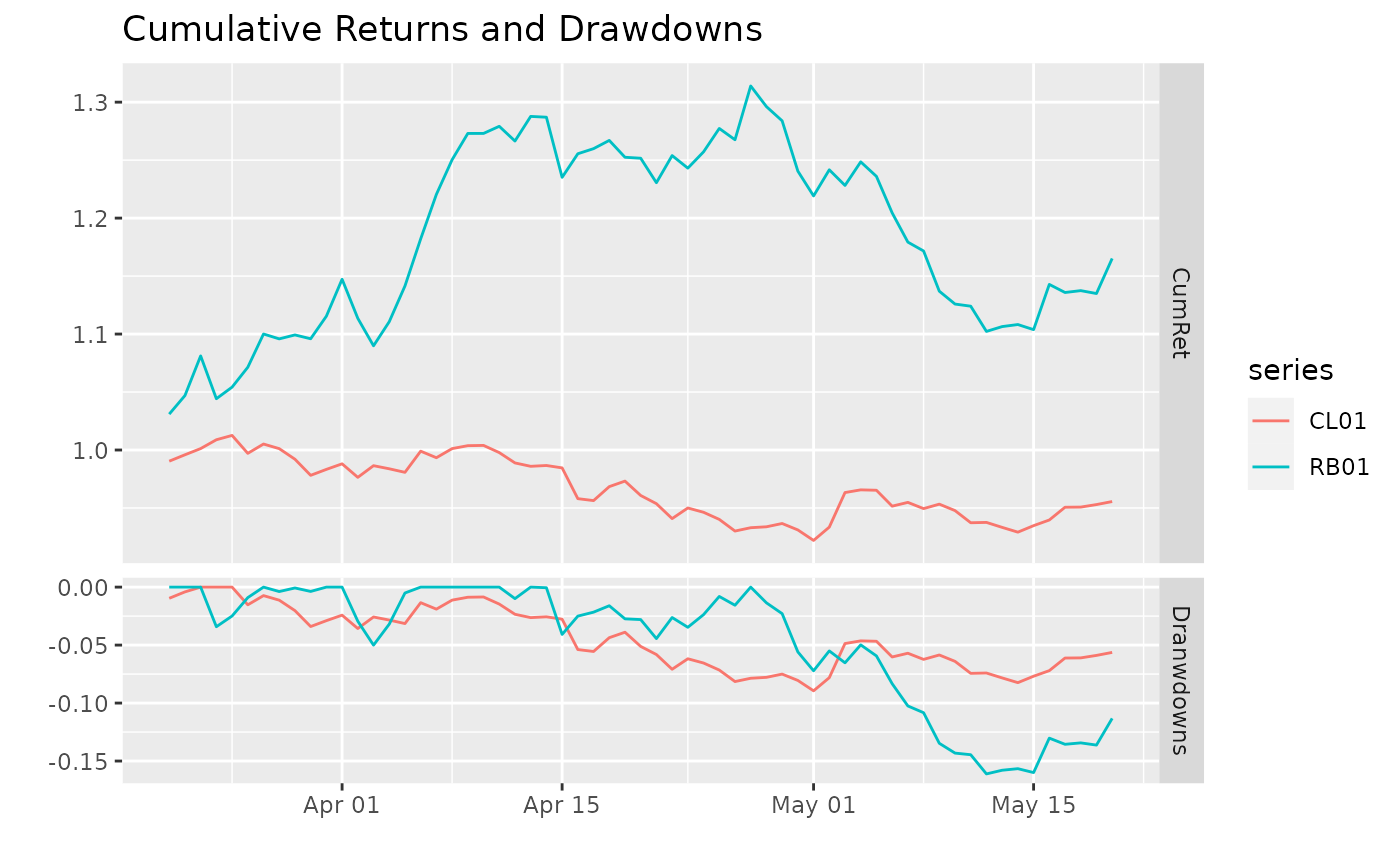 Cumulative Returns and Drawdowns
1.3
1.2
1.1
1.0
CumRet
0.00
-0.05
-0.10
-0.15
Dranwdowns
Apr 01
Apr 15
May 01
May 15
series
CL01
RB01